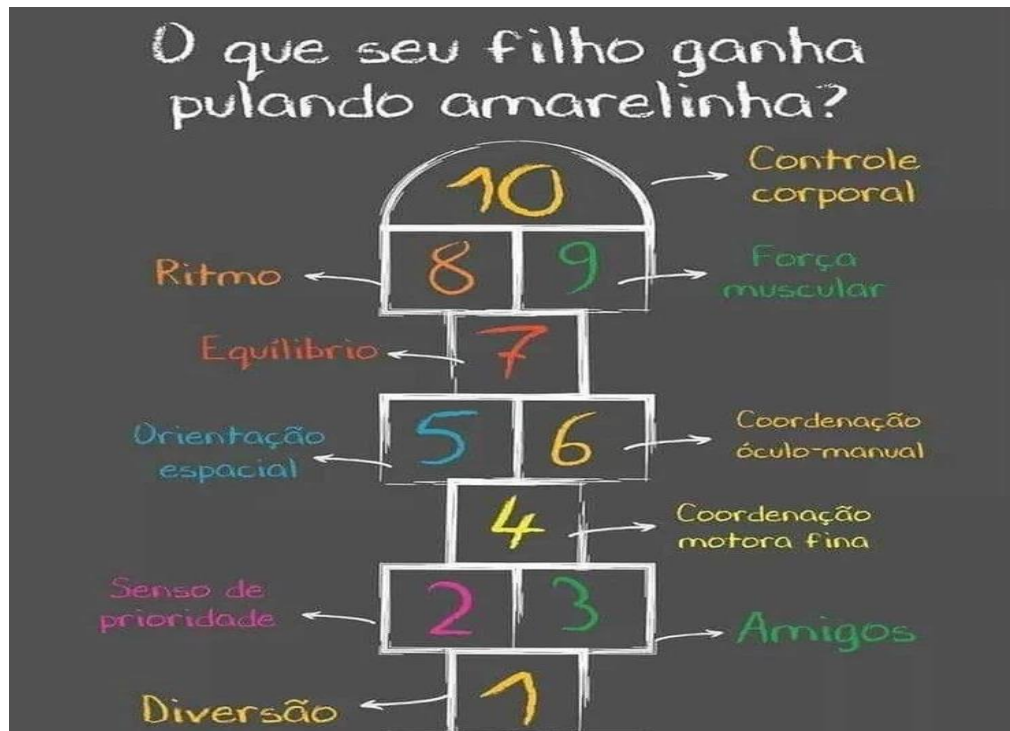 O que seu filho ganha
pulando amarelinha?
10
Controle
corporal
Ritmo
8
9
Força
muscular
Equílibrio
7
Orientação
espacial
5
6
Coordenação
óculo-manual
4
Coordenação
motora fina
Senso de
prioridade
2
3
Amigos
Diversão
1